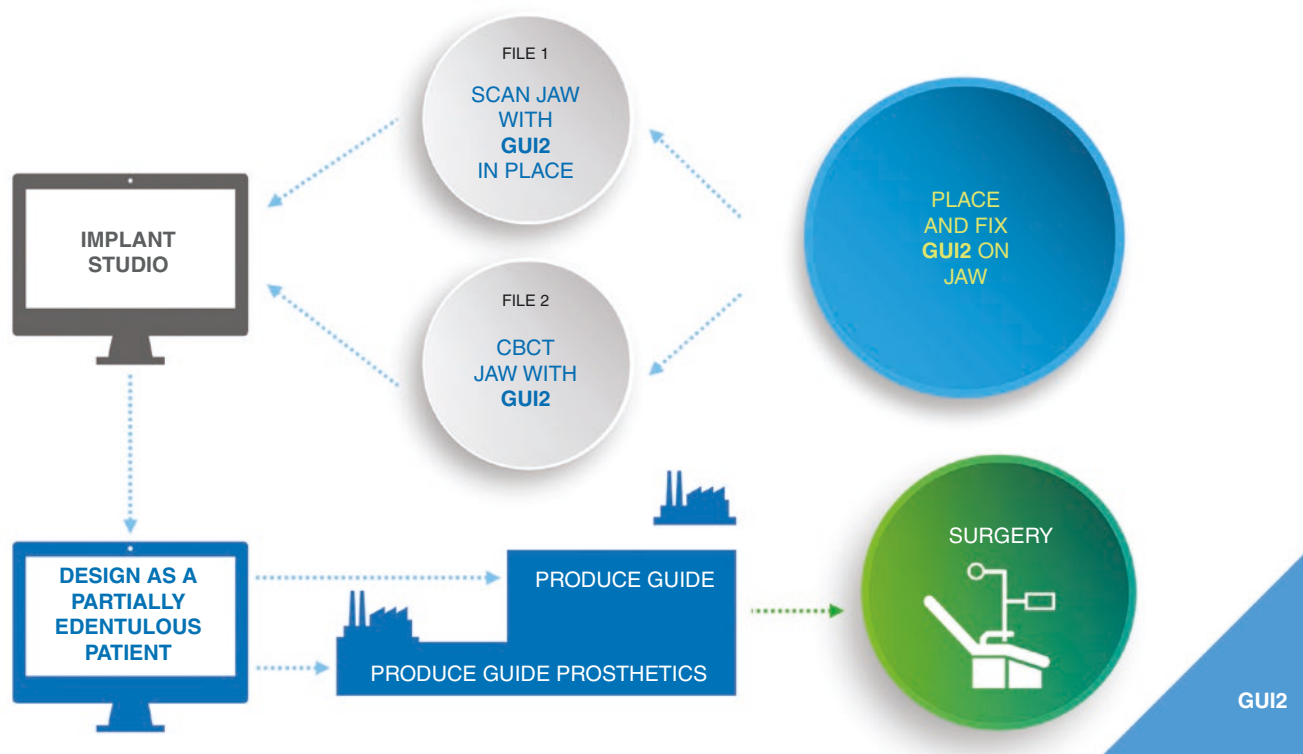 FILE 1
SCAN JAW
WITH
GUI2
IN PLACE
PLACE
AND FIX
GUI2 ON
JAW
IMPLANT
STUDIO
FILE 2
CBCT
JAW WITH
GUI2
DESIGN AS A
PARTIALLY
EDENTULOUS
PATIENT
PRODUCE GUIDE
PRODUCE GUIDE PROSTHETICS
SURGERY
GUI2